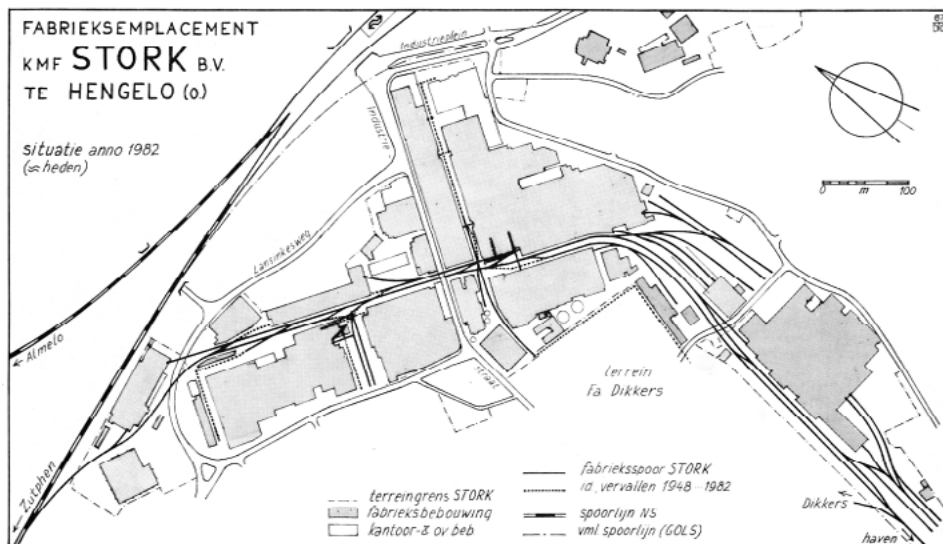 FABRIEKSEMPLACEMENT
KMF STORK B.V.
TE HENGELO (O.)
situatie anno 1982
(≈ heden)
Industrieplein
Industrie
straat
Lansinkesweg
0 m 100
← Almelo
← Zutphen
terrein
Fa Dikkers
Dikkers
haven
terreingrens STORK
fabrieksbebouwing
kantoor- & ov beb
fabrieksspoor STORK
id, vervallen 1948 - 1982
spoorlijn NS
vml. spoorlijn (GOLS)